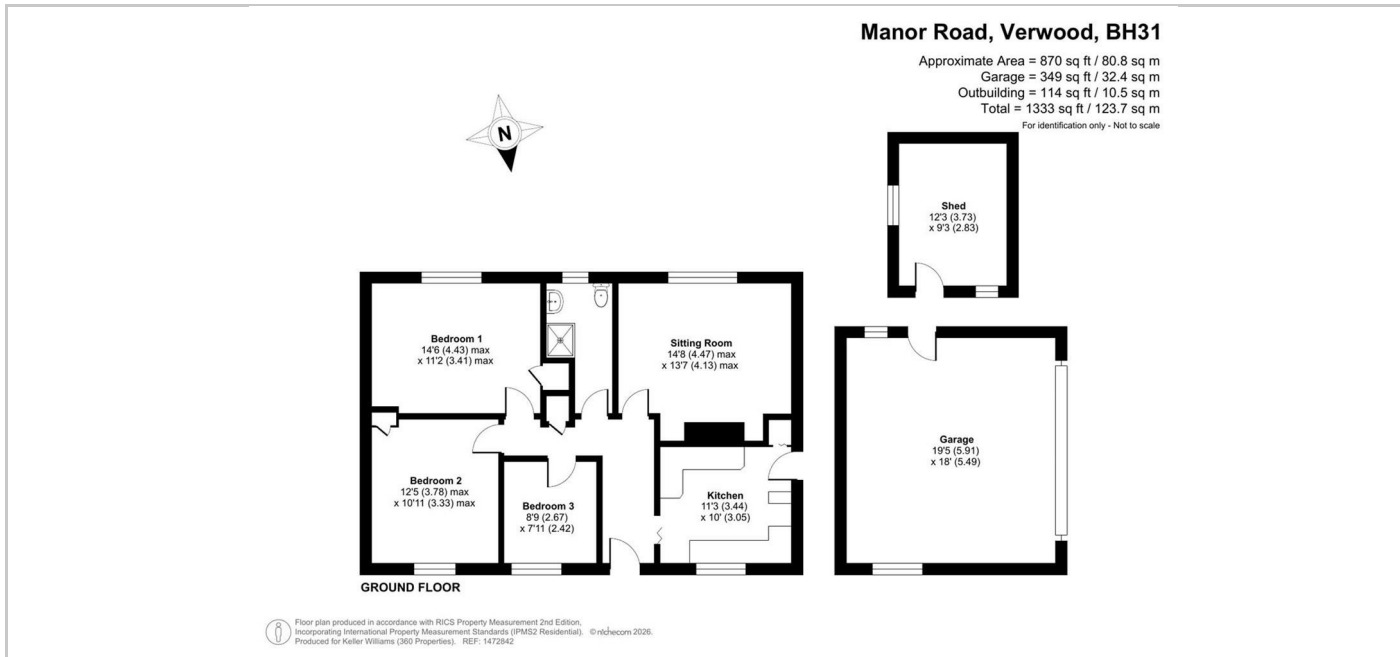 Manor Road, Verwood, BH31
Approximate Area = 870 sq ft / 80.8 sq m
Garage = 349 sq ft / 32.4 sq m
Outbuilding = 114 sq ft / 10.5 sq m
Total = 1333 sq ft / 123.7 sq m
For identification only - Not to scale
N
Shed
12'3 (3.73)
x 9'3 (2.83)
Bedroom 1
14'6 (4.43) max
x 11'2 (3.41) max
Sitting Room
14'8 (4.47) max
x 13'7 (4.13) max
Garage
19'5 (5.91)
x 18' (5.49)
Bedroom 2
12'5 (3.78) max
x 10'11 (3.33) max
Bedroom 3
8'9 (2.67)
x 7'11 (2.42)
Kitchen
11'3 (3.44)
x 10' (3.05)
GROUND FLOOR
Floor plan produced in accordance with RICS Property Measurement 2nd Edition,
Incorporating International Property Measurement Standards (IPMS2 Residential). © nichecom 2026.
Produced for Keller Williams (360 Properties). REF: 1472842